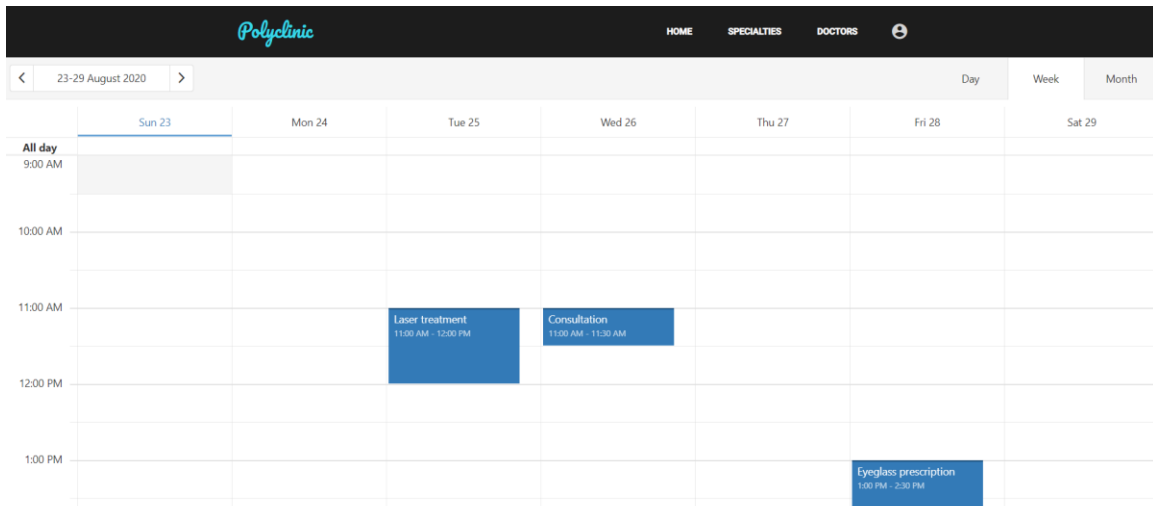 Polyclinic
HOME SPECIALTIES DOCTORS
23-29 August 2020
Day Week Month
Sun 23 Mon 24 Tue 25 Wed 26 Thu 27 Fri 28 Sat 29
All day
9:00 AM
10:00 AM
11:00 AM
Laser treatment
11:00 AM - 12:00 PM
Consultation
11:00 AM - 11:30 AM
12:00 PM
1:00 PM
Eyeglass prescription
1:00 PM - 2:30 PM